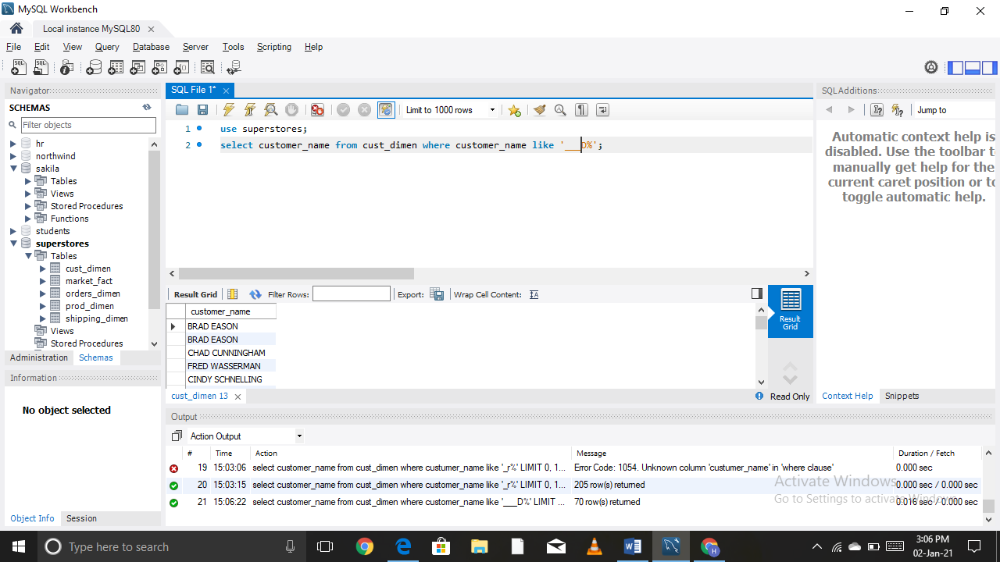 MySQL Workbench
Local instance MySQL80
File Edit View Query Database Server Tools Scripting Help
Navigator
SCHEMAS
Filter objects
hr
northwind
sakila
Tables
Views
Stored Procedures
Functions
students
superstores
Tables
cust_dimen
market_fact
orders_dimen
prod_dimen
shipping_dimen
Views
Stored Procedures
Administration Schemas
Information
No object selected
Object Info Session
SQL File 1*
Limit to 1000 rows
1 use superstores;
2 select customer_name from cust_dimen where customer_name like '___D%';
Result Grid Filter Rows: Export: Wrap Cell Content:
customer_name
BRAD EASON
BRAD EASON
CHAD CUNNINGHAM
FRED WASSERMAN
CINDY SCHNELLING
Result
Grid
cust_dimen 13
Read Only
SQLAdditions
Jump to
Automatic context help is
disabled. Use the toolbar t
manually get help for the
current caret position or to
toggle automatic help.
Context Help Snippets
Output
Action Output
# Time Action Message Duration / Fetch
19 15:03:06 select customer_name from cust_dimen where custumer_name like '_r%' LIMIT 0, 1... Error Code: 1054. Unknown column 'custumer_name' in 'where clause' 0.000 sec
20 15:03:15 select customer_name from cust_dimen where customer_name like '_r%' LIMIT 0, 1... 205 row(s) returned 0.000 sec / 0.000 sec
21 15:06:22 select customer_name from cust_dimen where customer_name like '___D%' LIMIT ... 70 row(s) returned 0.016 sec / 0.000 sec
Activate Windows
Go to Settings to activate Windows.
Type here to search
3:06 PM
02-Jan-21